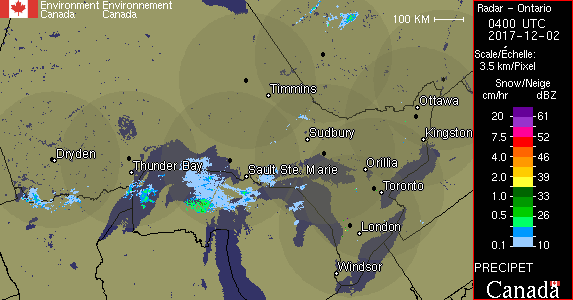 Environment Environnement
Canada Canada
Radar - Ontario
0400 UTC
2017-12-02
100 KM
Scale/Échelle:
3.5 km/Pixel
Snow/Neige
cm/hr dBZ
20 61
7.5 52
4.0 46
2.0 39
1.0 33
0.5 26
0.1 10
PRECIPET
Canada
Timmins
Ottawa
Sudbury
Kingston
Dryden
Thunder Bay
Sault Ste. Marie
Orillia
Toronto
London
Windsor